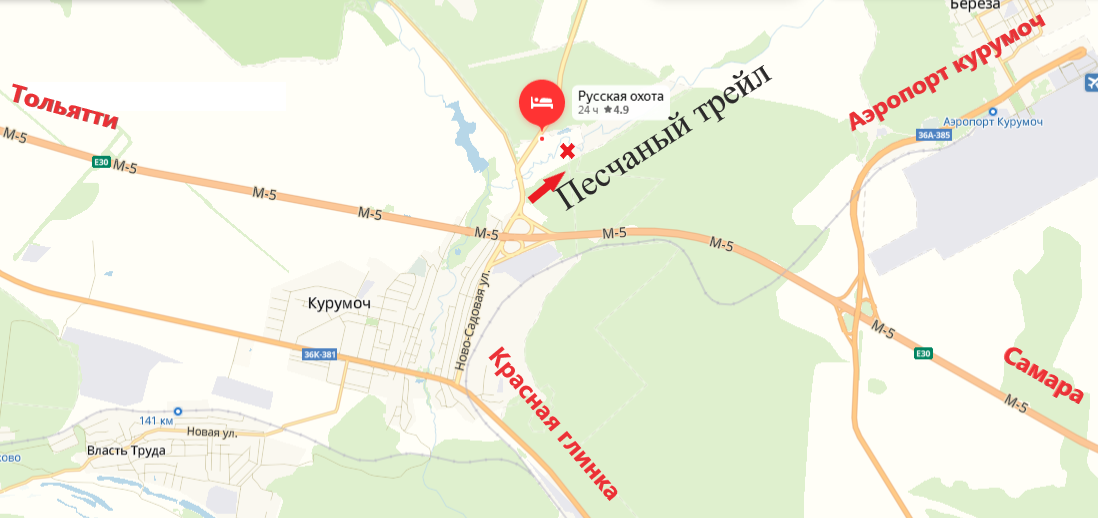 Береза
Аэропорт курумоч
Тольятти
Русская охота
24 ч ★4.9
Песчаный трейл
Аэропорт Курумоч
36А-385
М-5
E30
М-5
М-5
М-5
М-5
М-5
М-5
Курумоч
Ново-Садовая ул.
М-5
E30
36К-381
Красная глинка
Самара
М-5
141 км
Новая ул.
Власть Труда
ково